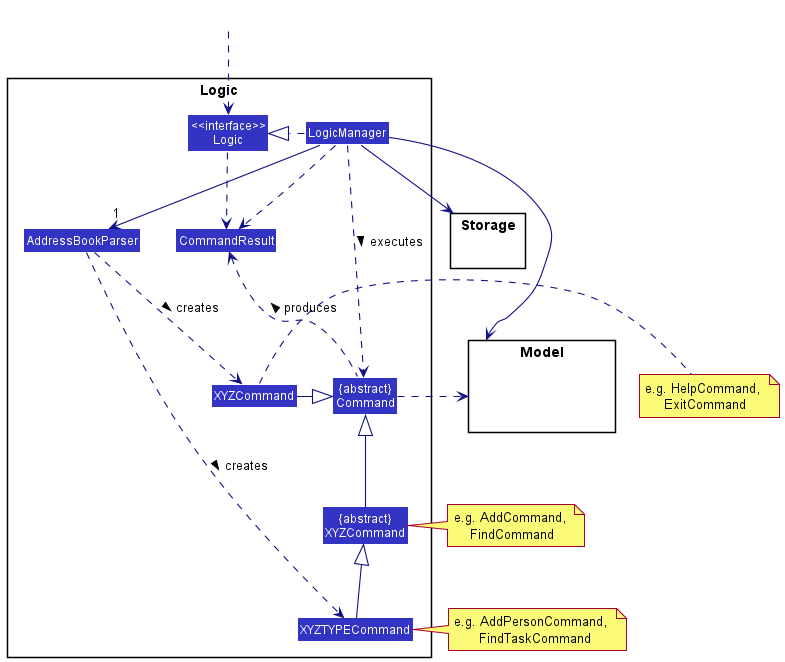 Logic
<<interface>>
Logic
LogicManager
1
AddressBookParser
CommandResult
executes
Storage
creates
produces
Model
XYZCommand
{abstract}
Command
e.g. HelpCommand,
ExitCommand
creates
{abstract}
XYZCommand
e.g. AddCommand,
FindCommand
XYZTYPECommand
e.g. AddPersonCommand,
FindTaskCommand